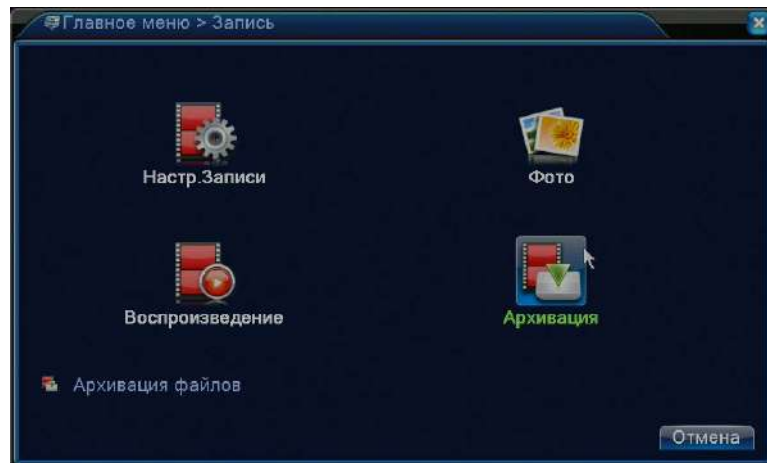 Главное меню > Запись
Настр.Записи
Фото
Воспроизведение
Архивация
Архивация файлов
Отмена